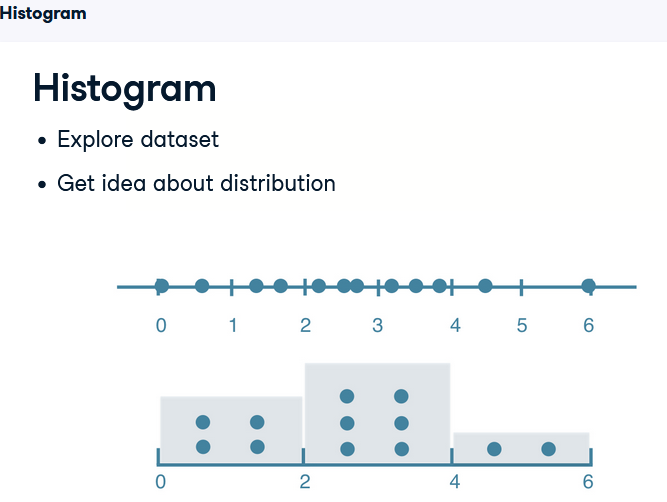 Histogram
Histogram
• Explore dataset
• Get idea about distribution
0 1 2 3 4 5 6
0 2 4 6